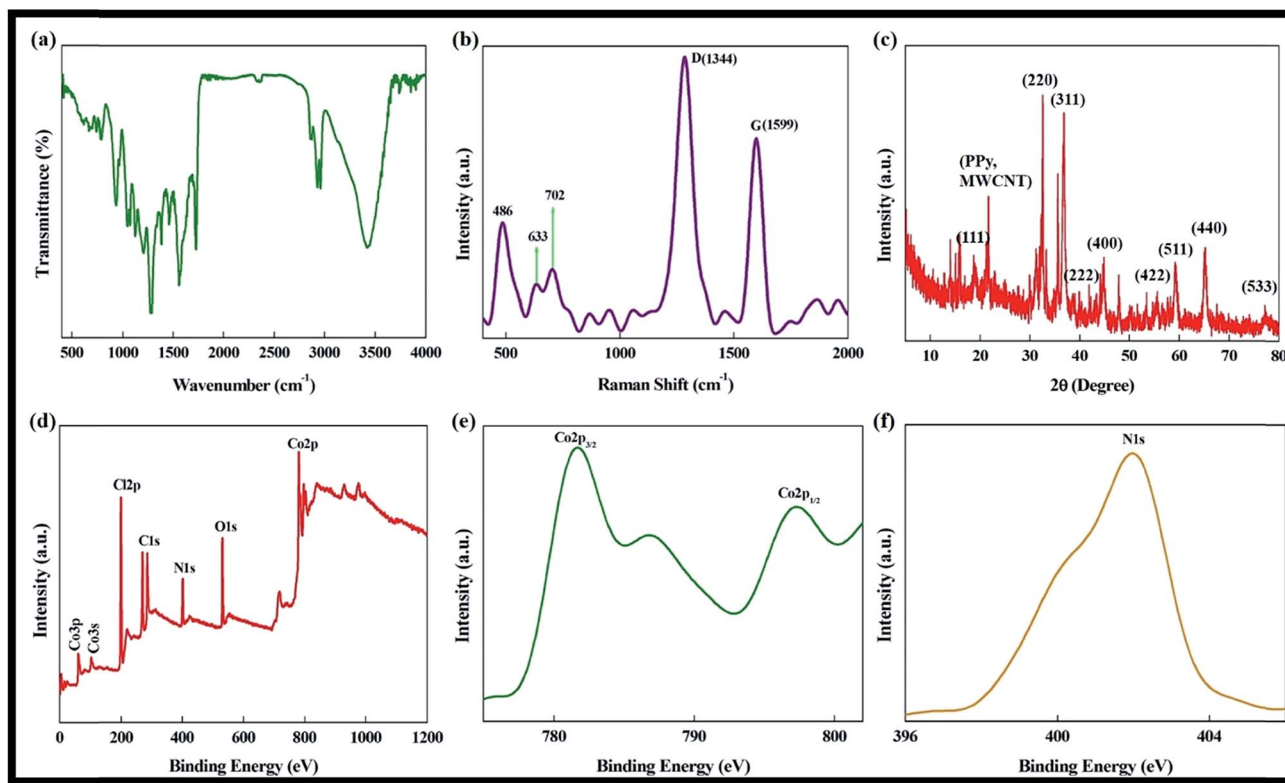 (a)
Transmittance (%)
500 1000 1500 2000 2500 3000 3500 4000
Wavenumber (cm⁻¹)
(b)
Intensity (a.u.)
D(1344)
G(1599)
486
702
633
500 1000 1500 2000
Raman Shift (cm⁻¹)
(c)
Intensity (a.u.)
(220)
(311)
(PPy,
MWCNT)
(111)
(222)
(400)
(422)
(511)
(440)
(533)
10 20 30 40 50 60 70 80
2θ (Degree)
(d)
Intensity (a.u.)
Co3p
Co3s
Cl2p
C1s
N1s
O1s
Co2p
0 200 400 600 800 1000 1200
Binding Energy (eV)
(e)
Intensity (a.u.)
Co2p3/2
Co2p1/2
780 790 800
Binding Energy (eV)
(f)
Intensity (a.u.)
N1s
396 400 404
Binding Energy (eV)